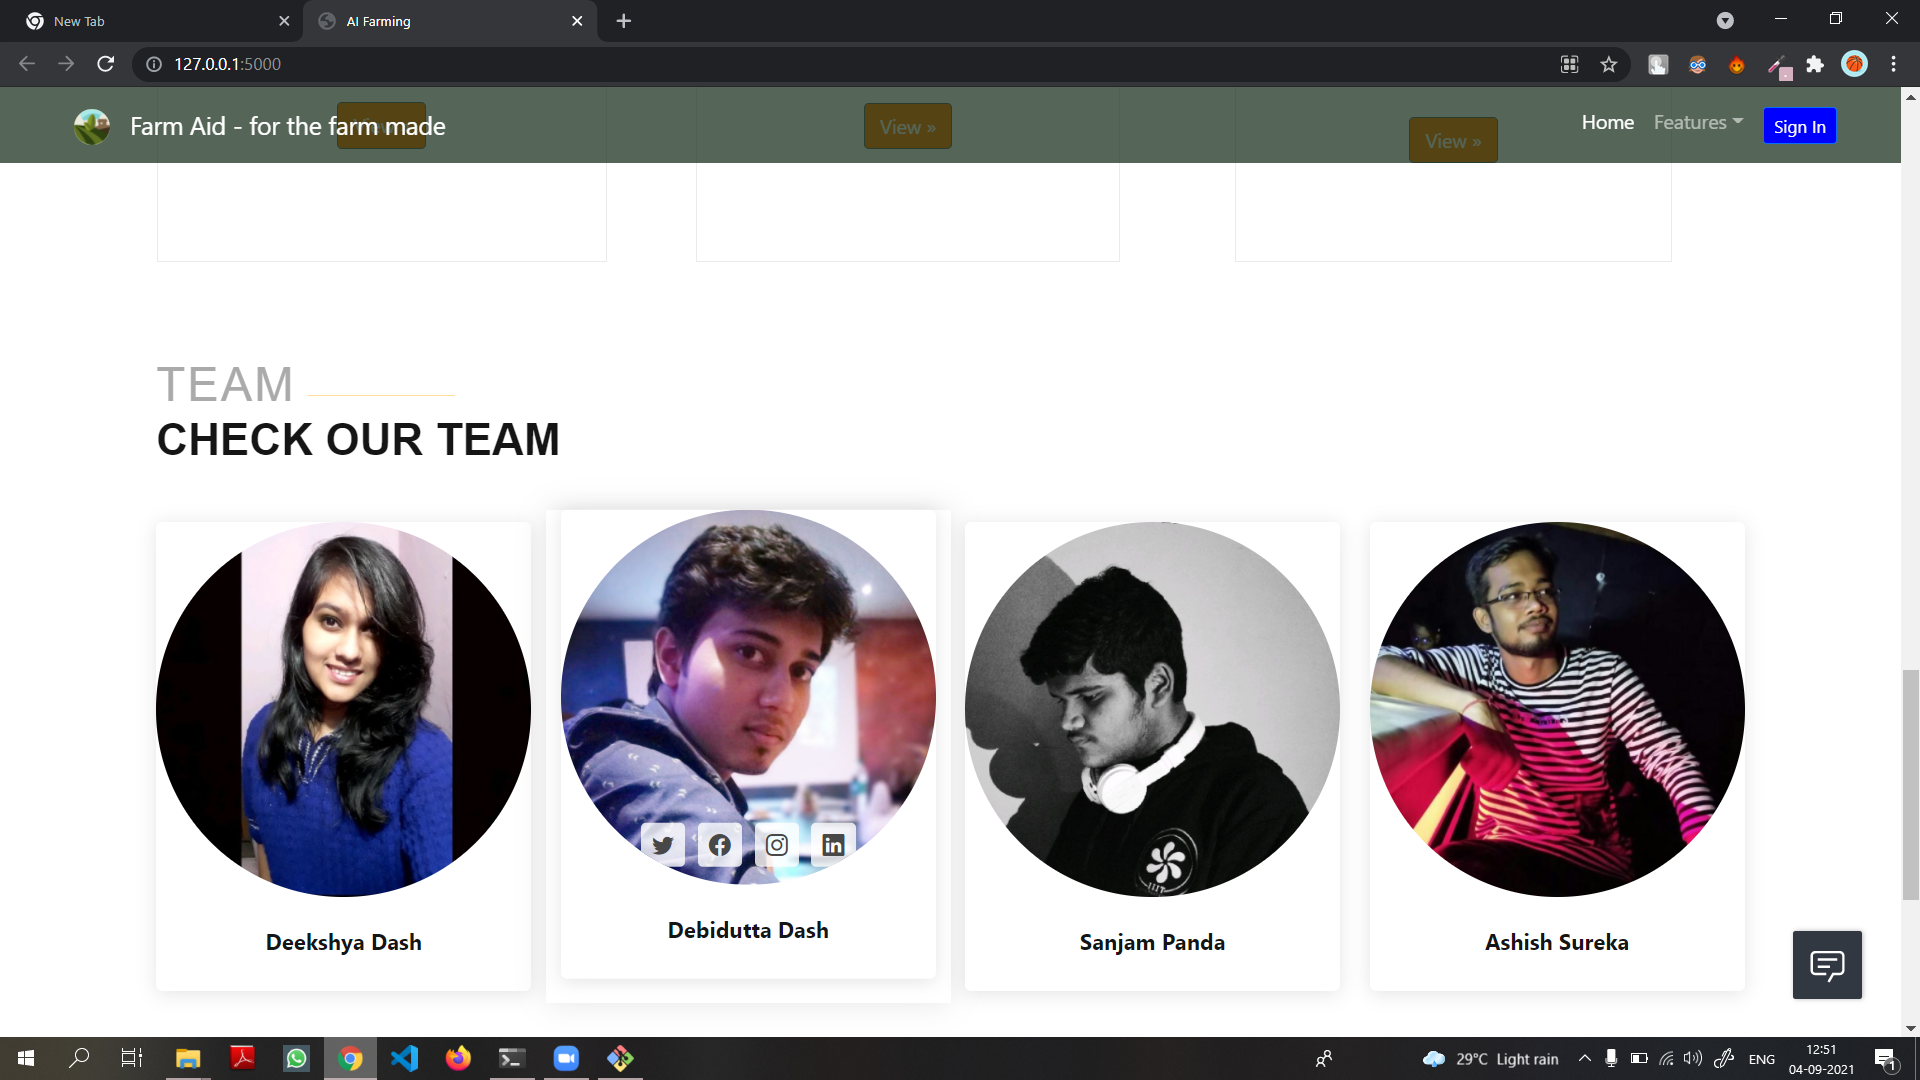 New Tab
AI Farming
127.0.0.1:5000
Farm Aid - for the farm made
View »
View »
Home
Features
Sign In
TEAM
CHECK OUR TEAM
Deekshya Dash
Debidutta Dash
Sanjam Panda
Ashish Sureka
29°C Light rain
ENG
12:51
04-09-2021
1